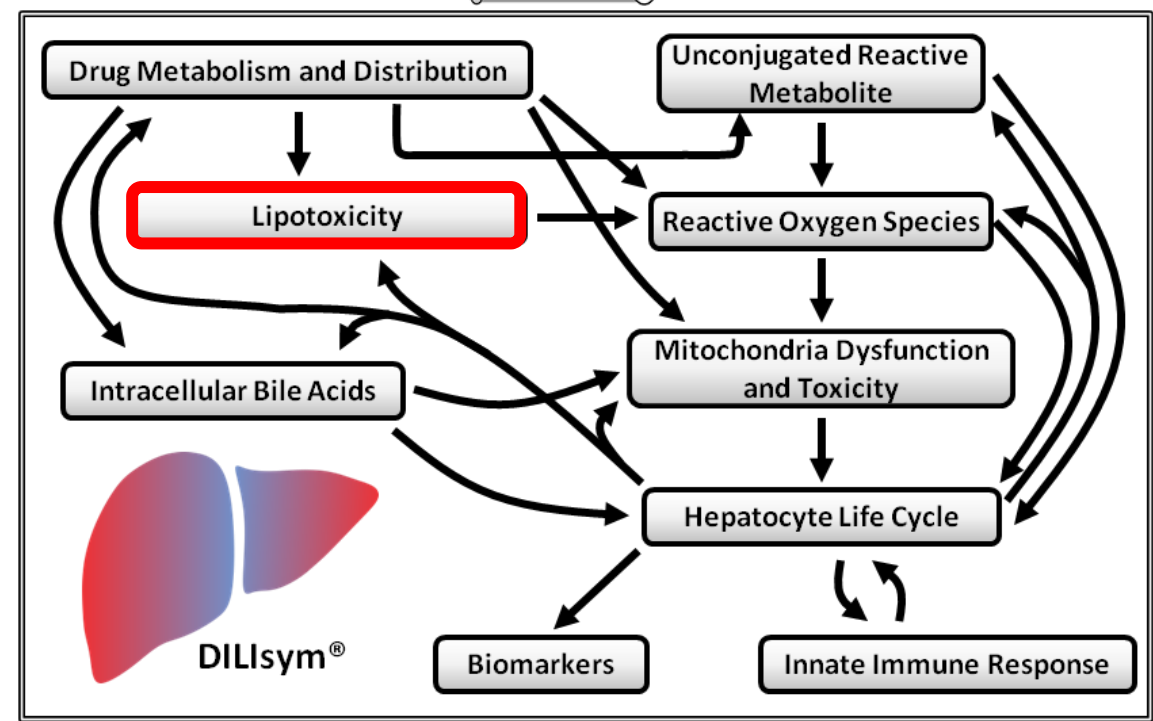 Drug Metabolism and Distribution
Unconjugated Reactive
Metabolite
Lipotoxicity
Reactive Oxygen Species
Mitochondria Dysfunction
and Toxicity
Intracellular Bile Acids
Hepatocyte Life Cycle
DILIsym®
Biomarkers
Innate Immune Response